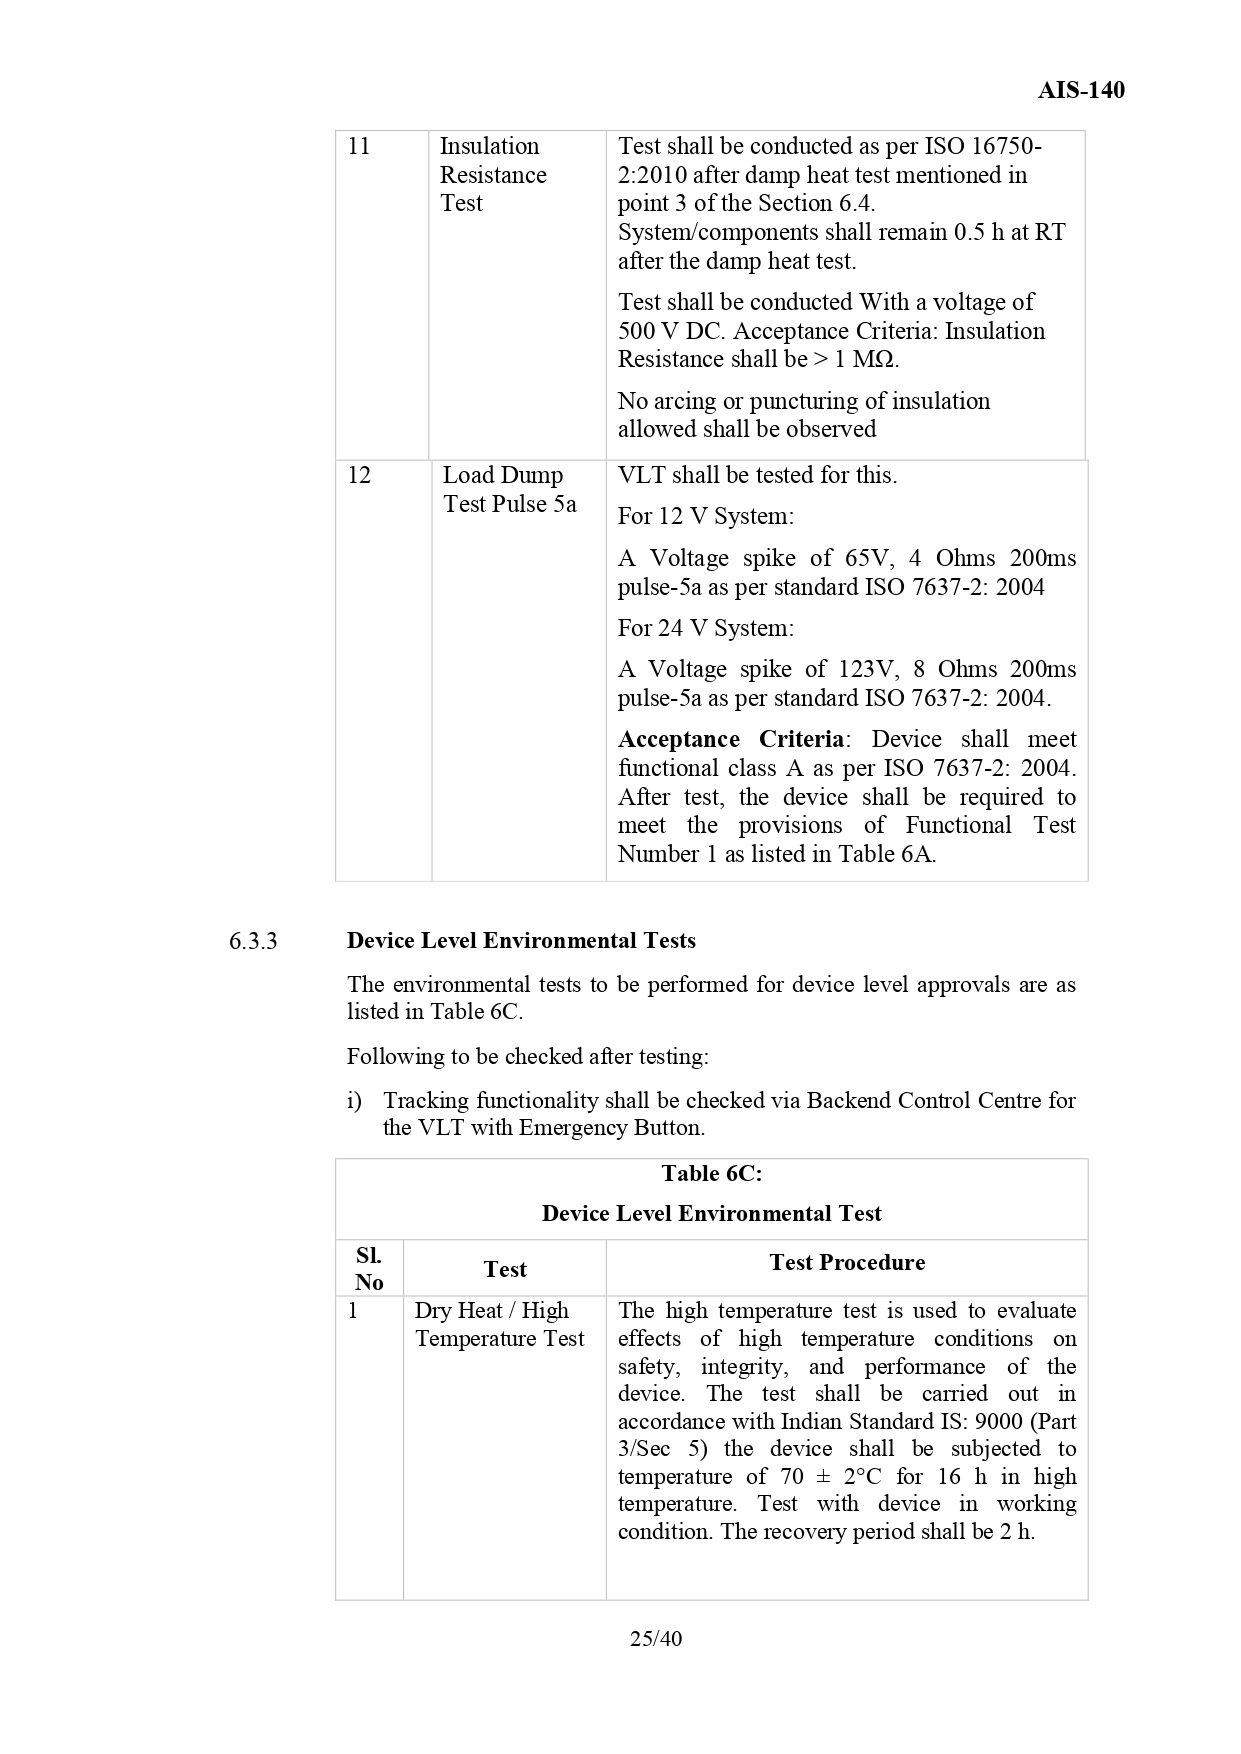 AIS-140
11
Insulation
Resistance
Test
Test shall be conducted as per ISO 16750-
2:2010 after damp heat test mentioned in
point 3 of the Section 6.4.
System/components shall remain 0.5 h at RT
after the damp heat test.
Test shall be conducted With a voltage of
500 V DC. Acceptance Criteria: Insulation
Resistance shall be > 1 MΩ.
No arcing or puncturing of insulation
allowed shall be observed
12
Load Dump
Test Pulse 5a
VLT shall be tested for this.
For 12 V System:
A Voltage spike of 65V, 4 Ohms 200ms
pulse-5a as per standard ISO 7637-2: 2004
For 24 V System:
A Voltage spike of 123V, 8 Ohms 200ms
pulse-5a as per standard ISO 7637-2: 2004.
Acceptance Criteria: Device shall meet
functional class A as per ISO 7637-2: 2004.
After test, the device shall be required to
meet the provisions of Functional Test
Number 1 as listed in Table 6A.
6.3.3 Device Level Environmental Tests
The environmental tests to be performed for device level approvals are as
listed in Table 6C.
Following to be checked after testing:
i) Tracking functionality shall be checked via Backend Control Centre for
the VLT with Emergency Button.
Table 6C:
Device Level Environmental Test
Sl.
No
Test
Test Procedure
1
Dry Heat / High
Temperature Test
The high temperature test is used to evaluate
effects of high temperature conditions on
safety, integrity, and performance of the
device. The test shall be carried out in
accordance with Indian Standard IS: 9000 (Part
3/Sec 5) the device shall be subjected to
temperature of 70 ± 2°C for 16 h in high
temperature. Test with device in working
condition. The recovery period shall be 2 h.
25/40